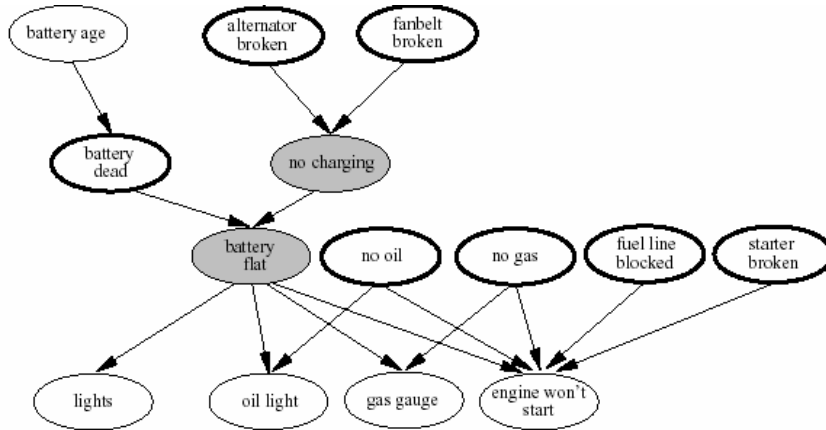 battery age
alternator
broken
fanbelt
broken
battery
dead
no charging
battery
flat
no oil
no gas
fuel line
blocked
starter
broken
lights
oil light
gas gauge
engine won't
start